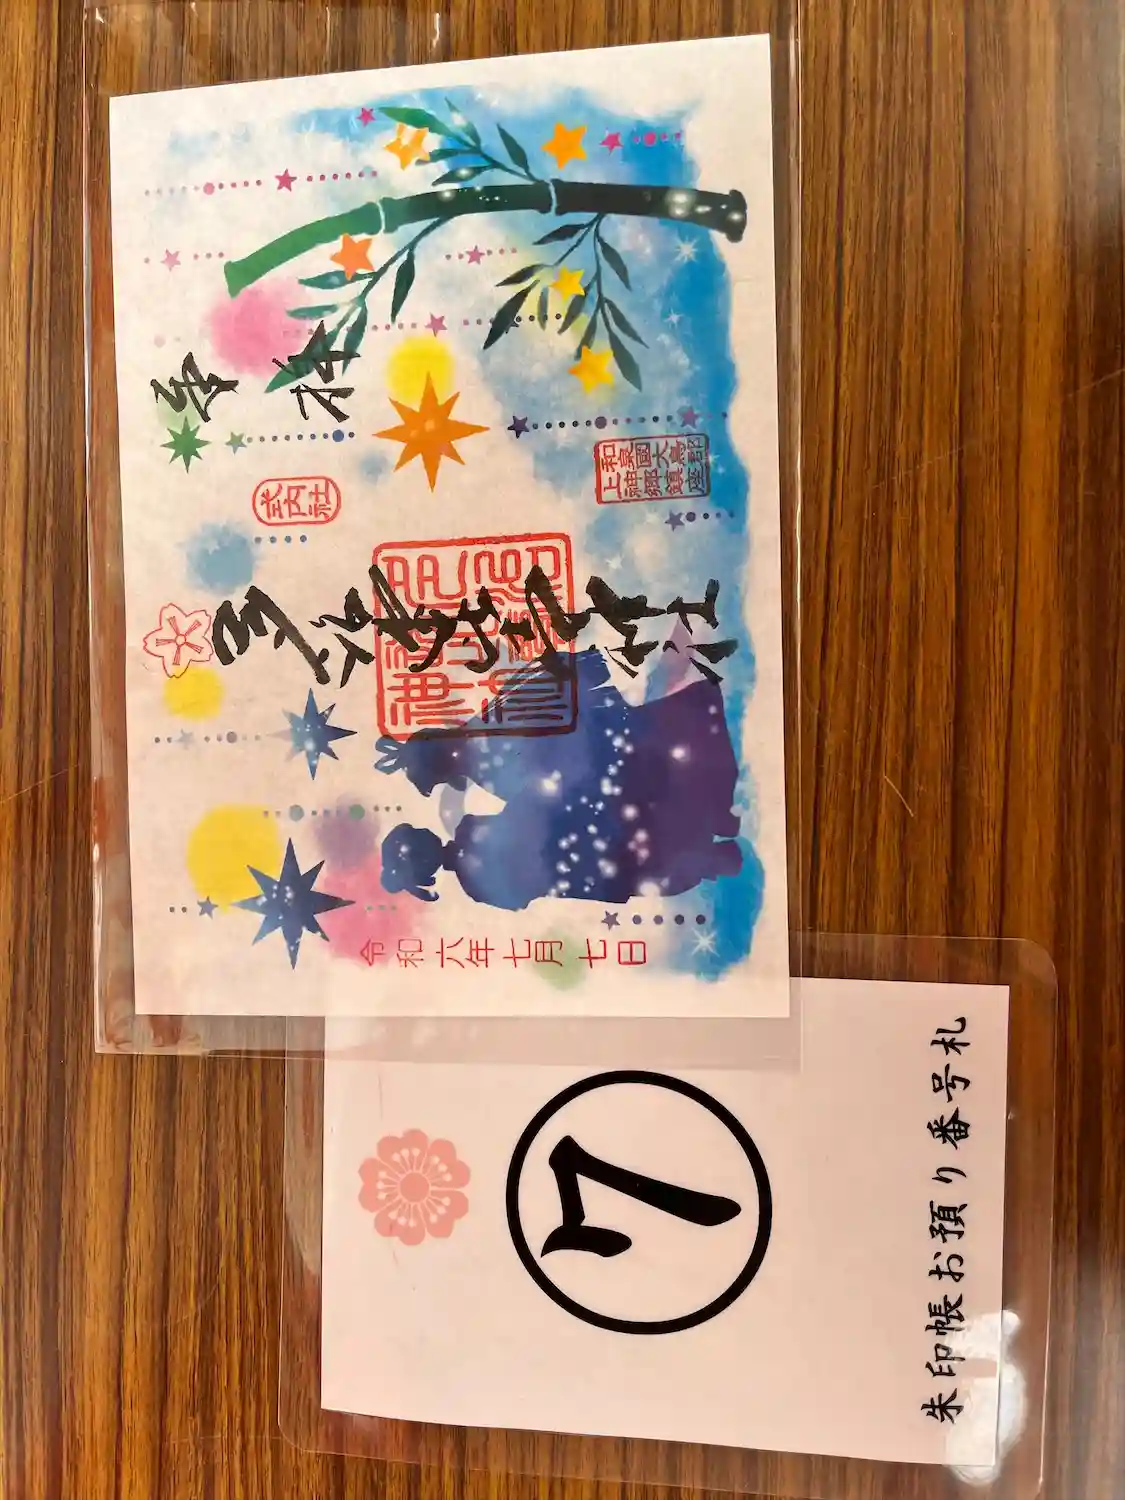 奉拝
和泉國大鳥郡
上神郷鎮座
式内社
多治速比売神社
令和六年七月七日
朱印帳お預り番号札
7